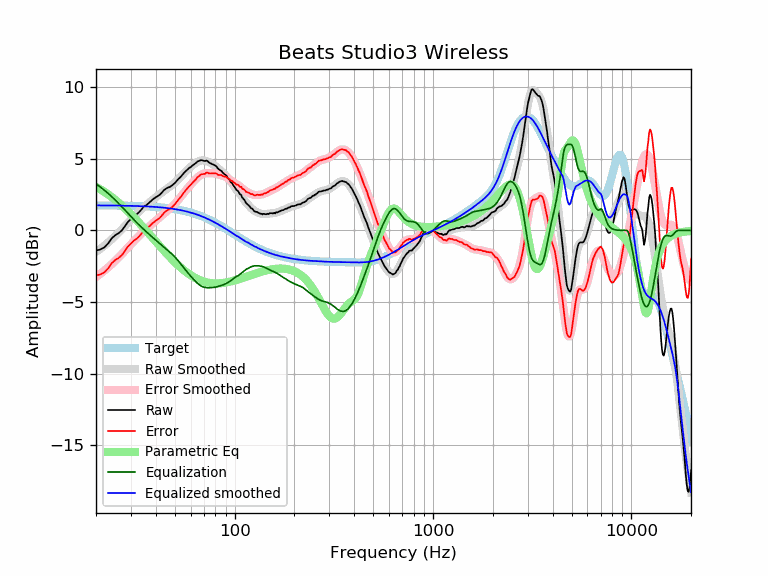 Beats Studio3 Wireless
Amplitude (dBr)
10
5
0
−5
−10
−15
Target
Raw Smoothed
Error Smoothed
Raw
Error
Parametric Eq
Equalization
Equalized smoothed
100
1000
10000
Frequency (Hz)